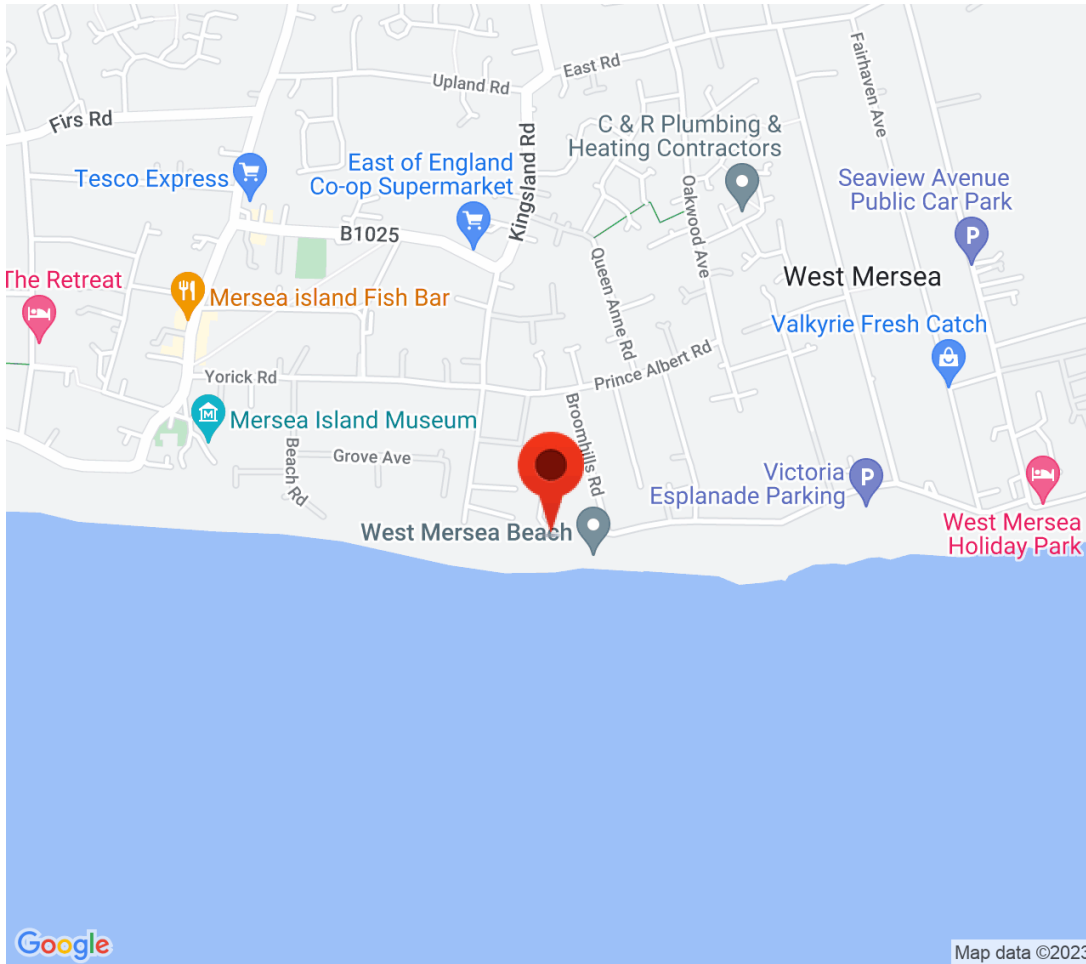 Fairhaven Ave
East Rd
Upland Rd
Firs Rd
C & R Plumbing &
Heating Contractors
Kingsland Rd
East of England
Co-op Supermarket
Tesco Express
Seaview Avenue
Public Car Park
P
Oakwood Ave
B1025
Queen Anne Rd
West Mersea
The Retreat
Mersea island Fish Bar
Valkyrie Fresh Catch
Prince Albert Rd
Yorick Rd
Broomhills Rd
M
Mersea Island Museum
Beach Rd
Grove Ave
Victoria
Esplanade Parking
P
West Mersea Beach
West Mersea
Holiday Park
Google
Map data ©2023